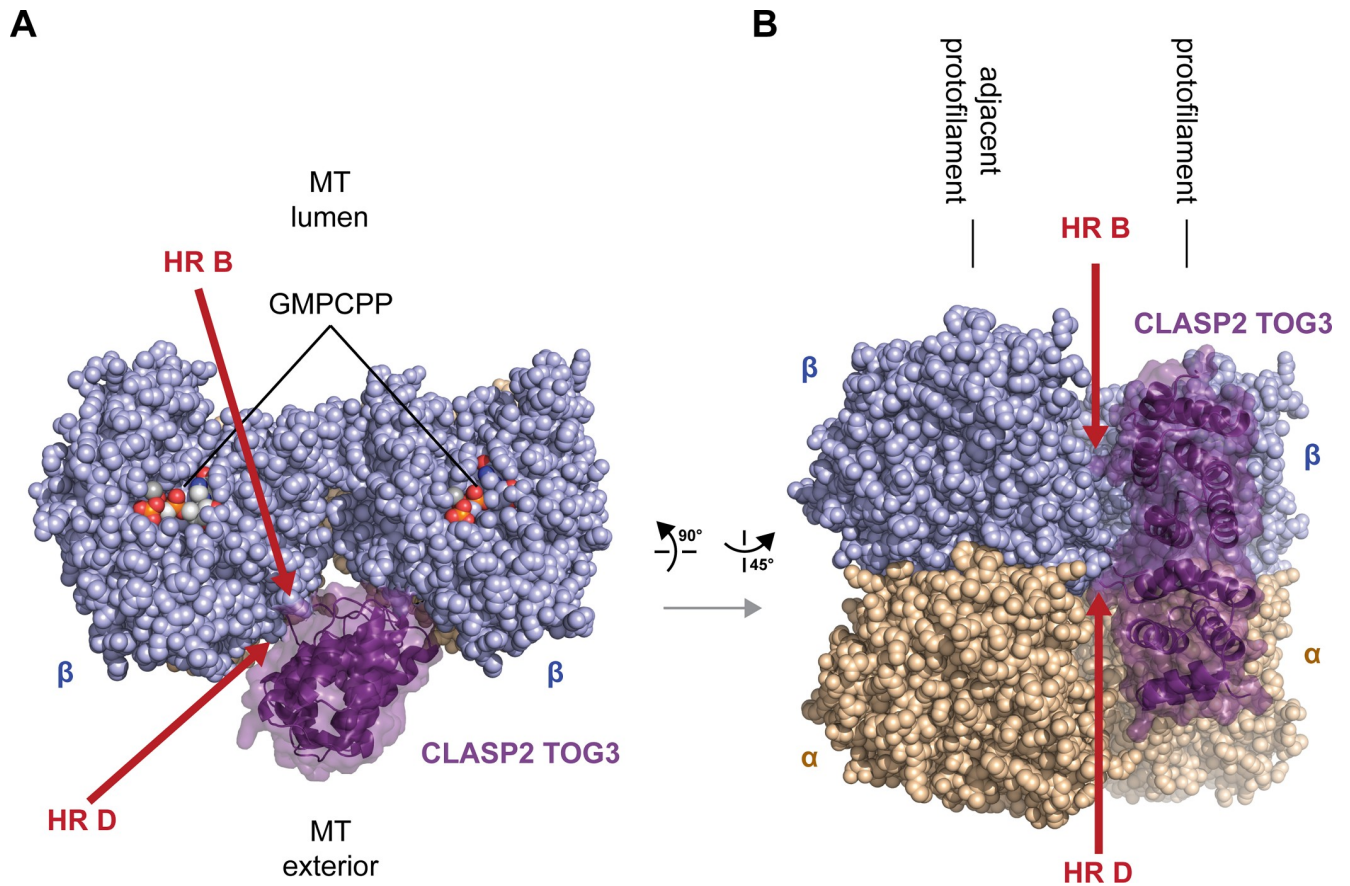 A
MT
lumen
HR B
GMPCPP
β
β
CLASP2 TOG3
HR D
MT
exterior
90°
45°
B
adjacent
protofilament
protofilament
HR B
CLASP2 TOG3
β
β
α
α
HR D